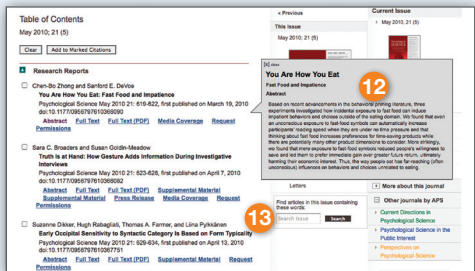 Table of Contents
May 2010; 21 (5)
Clear
Add to Marked Citations
Research Reports
Chen-Bo Zhong and Sanford E. DeVoe
You Are How You Eat: Fast Food and Impatience
Psychological Science May 2010 21: 619-622, first published on March 19, 2010
doi:10.1177/0956797610366090
Abstract Full Text Full Text (PDF) Media Coverage Request
Permissions
Sara C. Broaders and Susan Goldin-Meadow
Truth Is at Hand: How Gesture Adds Information During Investigative
Interviews
Psychological Science May 2010 21: 623-628, first published on April 7, 2010
Abstract Full Text Full Text (PDF) Supplemental Material
Supplemental Material Press Release Media Coverage Request
Permissions
Suzanne Dikker, Hugh Rabagliati, Thomas A. Farmer, and Liina Pylkkänen
Early Occipital Sensitivity to Syntactic Category Is Based on Form Typicality
Psychological Science May 2010 21: 629-634, first published on April 13, 2010
doi:10.1177/0956797610367751
Abstract Full Text Full Text (PDF) Supplemental Material Request
Permissions
« Previous
This Issue
May 2010; 21 (5)
Current Issue
May 2010, 21 (5)
You Are How You Eat
Fast Food and Impatience
Abstract
12
Based on recent advancements in the behavioral priming literature, three
experiments investigated how incidental exposure to fast food can induce
impatient behaviors and choices outside of the eating domain. We found that even
an unconscious exposure to fast-food symbols can automatically increase
participants' reading speed when they are under no time pressure and that
thinking about fast food increases preferences for time-saving products while
there are potentially many other product dimensions to consider. More strikingly,
we found that mere exposure to fast-food symbols reduced people's willingness to
save and led them to prefer immediate gain over greater future return, ultimately
harming their economic interest. Thus, the way people eat has far-reaching (often
unconscious) influences on behaviors and choices unrelated to eating.
Letters
Find articles in this issue containing
these words:
13
Search Issue
Search
More about this journal
Other journals by APS
Current Directions in
Psychological Science
Psychological Science in the
Public Interest
Perspectives on
Psychological Science